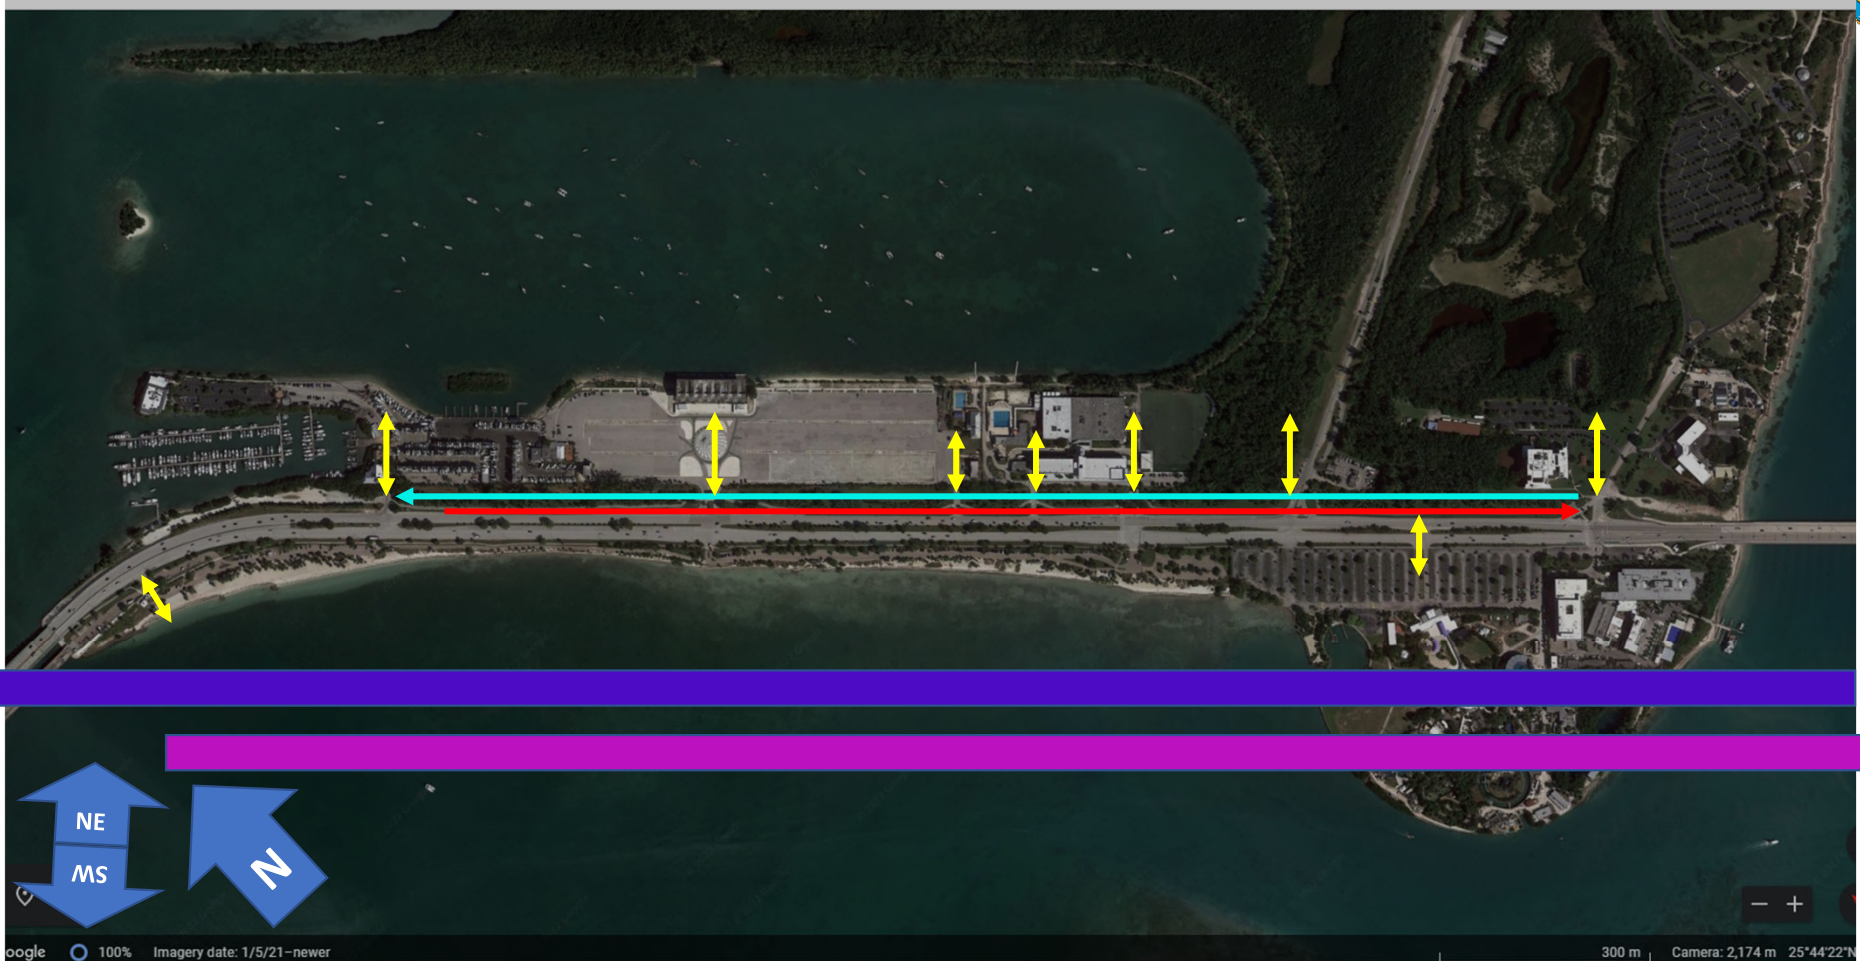 NE
SW
N
oogle 100% Imagery date: 1/5/21–newer 300 m Camera: 2,174 m 25°44'22"N